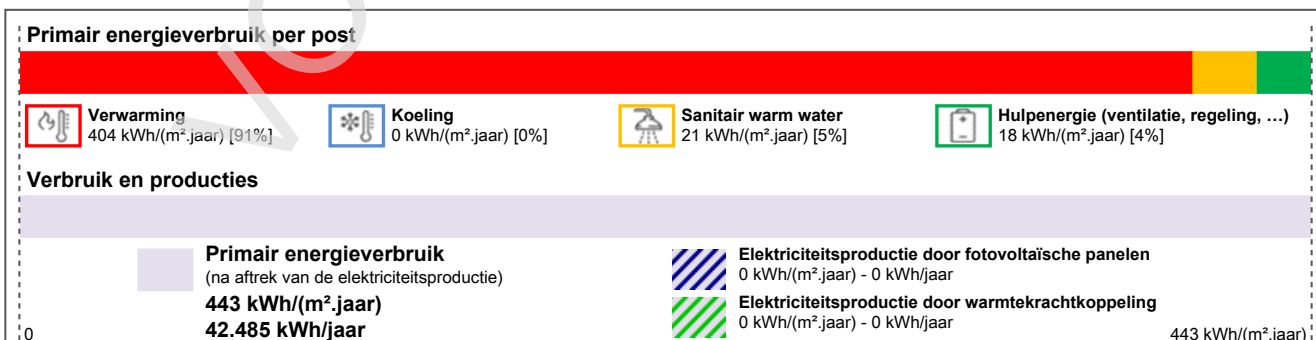 Primair energieverbruik per post
Verwarming
404 kWh/(m².jaar) [91%]
Koeling
0 kWh/(m².jaar) [0%]
Sanitair warm water
21 kWh/(m².jaar) [5%]
Hulpenergie (ventilatie, regeling, …)
18 kWh/(m².jaar) [4%]
Verbruik en producties
Primair energieverbruik
(na aftrek van de elektriciteitsproductie)
443 kWh/(m².jaar)
42.485 kWh/jaar
Elektriciteitsproductie door fotovoltaïsche panelen
0 kWh/(m².jaar) - 0 kWh/jaar
Elektriciteitsproductie door warmtekrachtkoppeling
0 kWh/(m².jaar) - 0 kWh/jaar
0
443 kWh/(m².jaar)